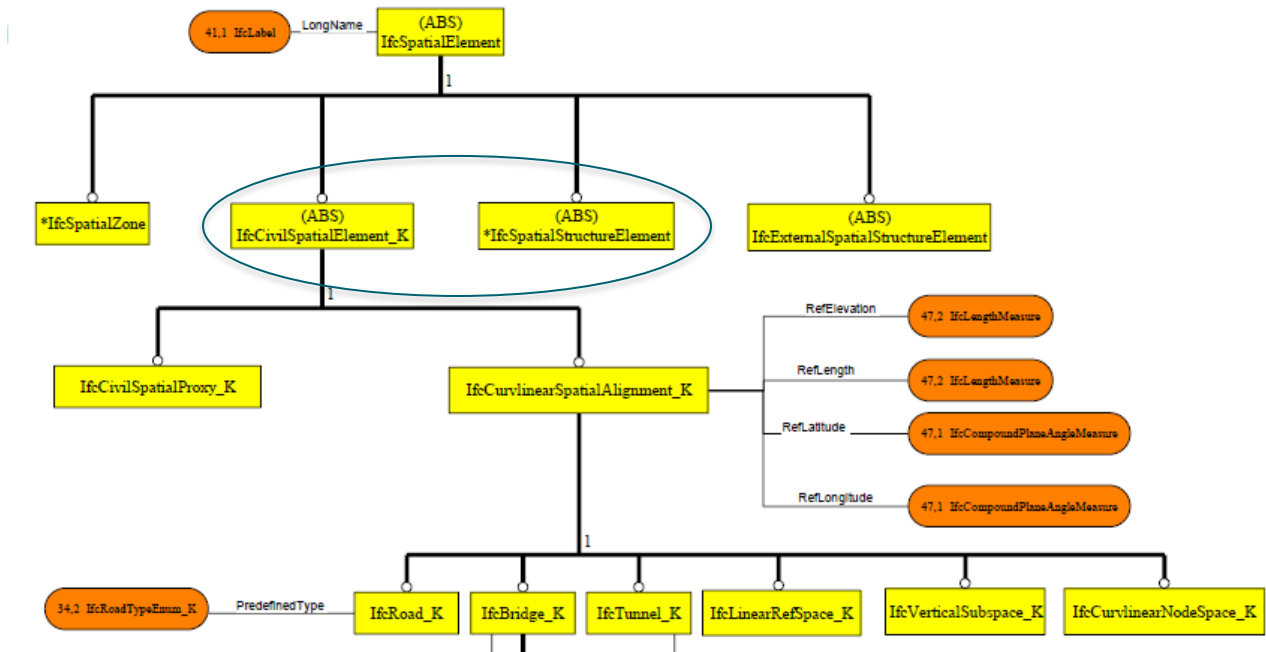 41,1 IfcLabel
LongName
(ABS)
IfcSpatialElement
1
*IfcSpatialZone
(ABS)
IfcCivilSpatialElement_K
(ABS)
*IfcSpatialStructureElement
(ABS)
IfcExternalSpatialStructureElement
1
IfcCivilSpatialProxy_K
IfcCurvlinearSpatialAlignment_K
RefElevation
47,2 IfcLengthMeasure
RefLength
47,2 IfcLengthMeasure
RefLatitude
47,1 IfcCompoundPlaneAngleMeasure
RefLongitude
47,1 IfcCompoundPlaneAngleMeasure
1
34,2 IfcRoadTypeEnum_K
PredefinedType
IfcRoad_K
IfcBridge_K
IfcTunnel_K
IfcLinearRefSpace_K
IfcVerticalSubspace_K
IfcCurvlinearNodeSpace_K